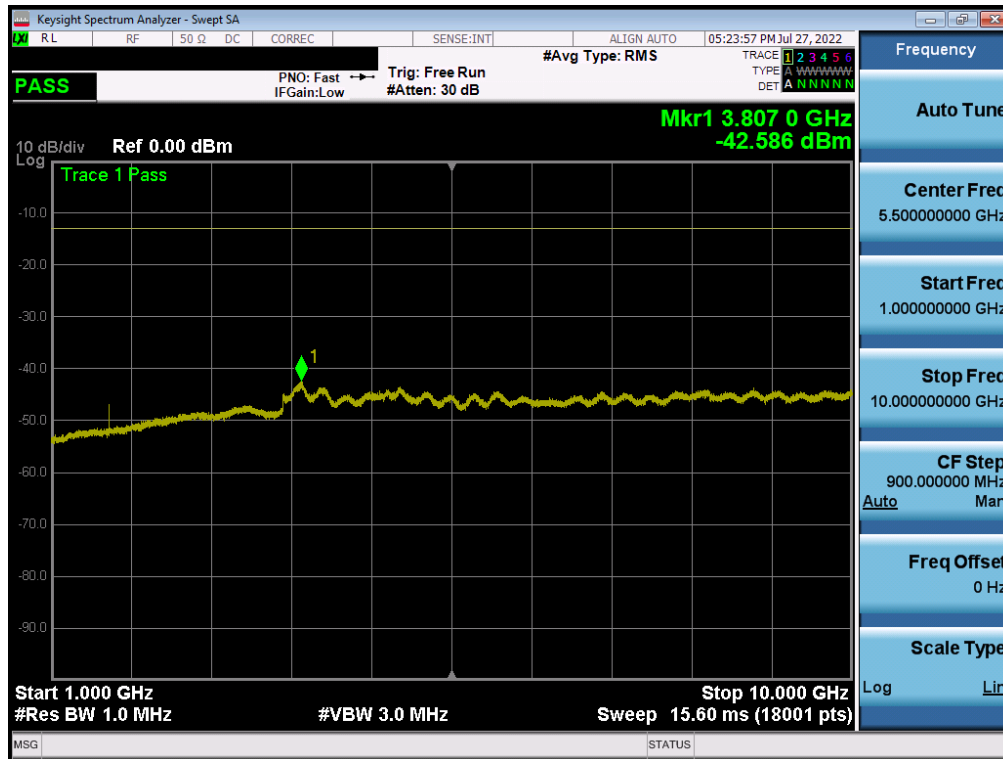 Keysight Spectrum Analyzer - Swept SA
LXI RL RF 50 Ω DC CORREC SENSE:INT ALIGN AUTO 05:23:57 PM Jul 27, 2022
PASS
PNO: Fast
IFGain:Low
Trig: Free Run
#Atten: 30 dB
#Avg Type: RMS
TRACE 1 2 3 4 5 6
TYPE A WWWWW
DET A N N N N N
Mkr1 3.807 0 GHz
-42.586 dBm
10 dB/div Ref 0.00 dBm
Log
Trace 1 Pass
-10.0
-20.0
-30.0
-40.0
-50.0
-60.0
-70.0
-80.0
-90.0
1
Start 1.000 GHz Stop 10.000 GHz
#Res BW 1.0 MHz #VBW 3.0 MHz Sweep 15.60 ms (18001 pts)
MSG STATUS
Frequency
Auto Tune
Center Freq
5.500000000 GHz
Start Freq
1.000000000 GHz
Stop Freq
10.000000000 GHz
CF Step
900.000000 MHz
Auto Man
Freq Offset
0 Hz
Scale Type
Log Lin